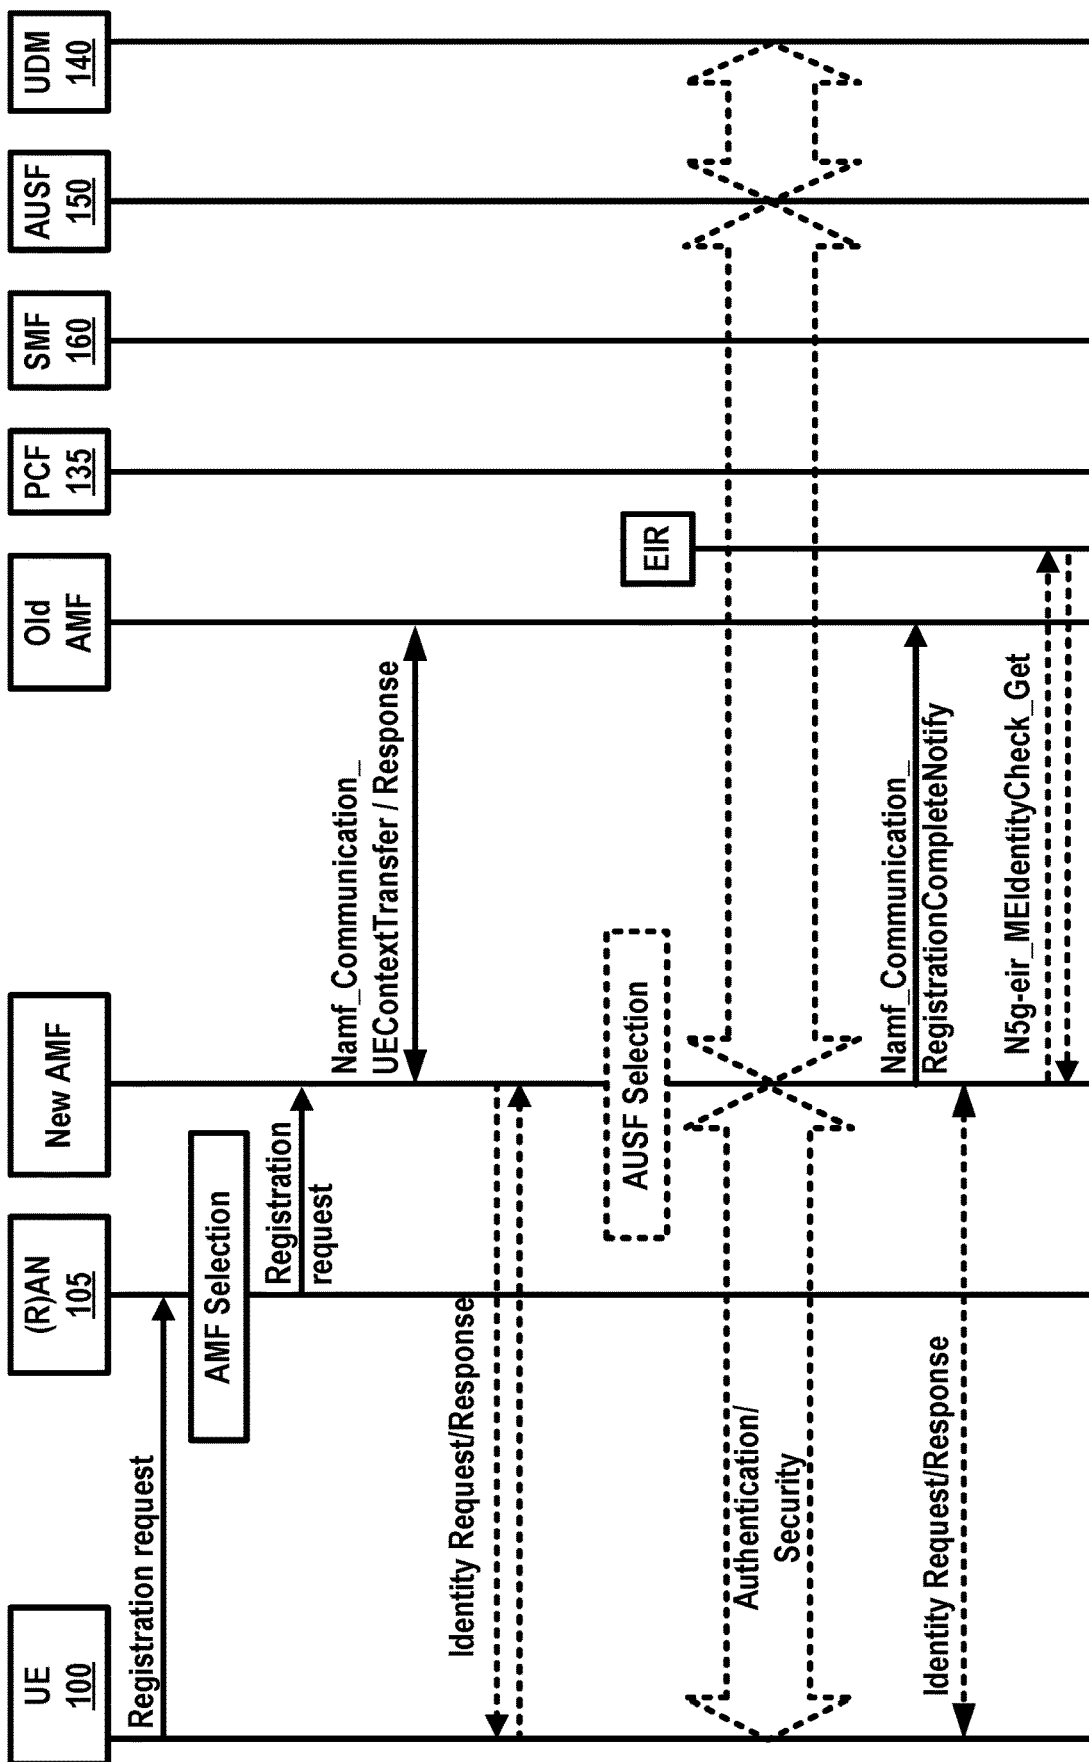 UE
100
(R)AN
105
New AMF
Old
AMF
PCF
135
SMF
160
AUSF
150
UDM
140
Registration request
AMF Selection
Registration
request
Namf_Communication_
UEContextTransfer / Response
Identity Request/Response
AUSF Selection
EIR
Authentication/
Security
Namf_Communication_
RegistrationCompleteNotify
Identity Request/Response
N5g-eir_MEIdentityCheck_Get